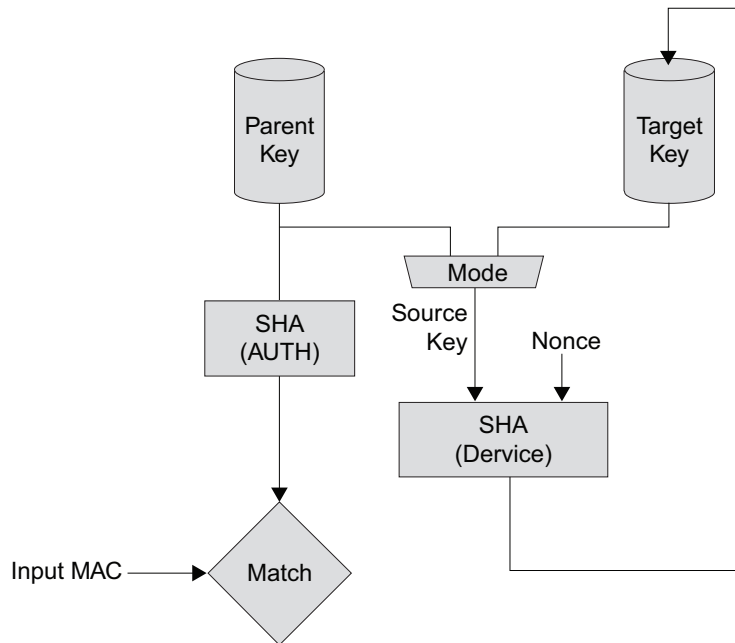 Parent
Key
Target
Key
Mode
Source
Key
Nonce
SHA
(AUTH)
SHA
(Dervice)
Input MAC
Match